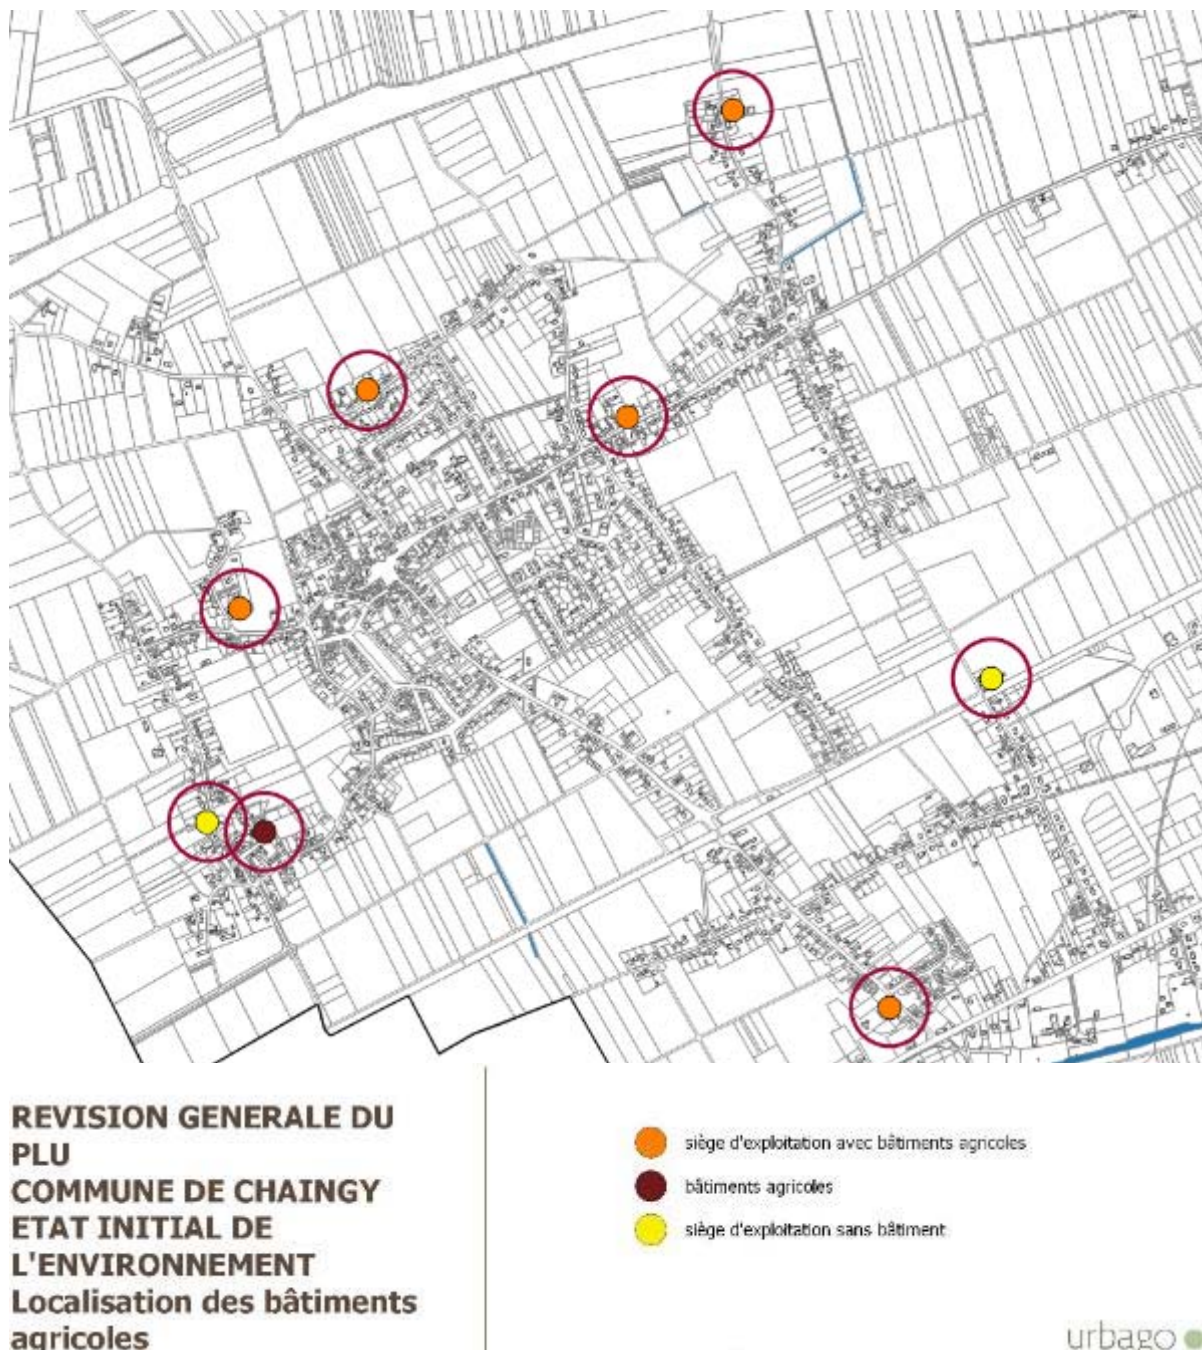 REVISION GENERALE DU
PLU
COMMUNE DE CHAINGY
ETAT INITIAL DE
L'ENVIRONNEMENT
Localisation des bâtiments
agricoles
siège d'exploitation avec bâtiments agricoles
bâtiments agricoles
siège d'exploitation sans bâtiment
urbago